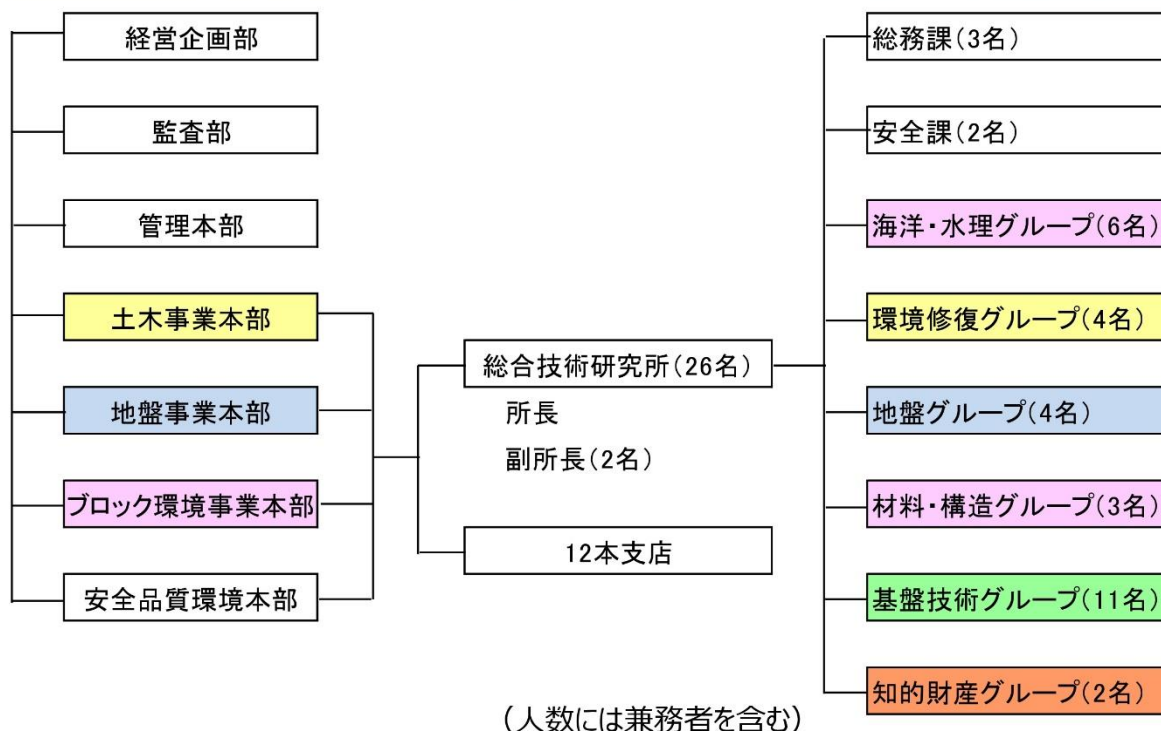 経営企画部
監査部
管理本部
土木事業本部
地盤事業本部
ブロック環境事業本部
安全品質環境本部
総合技術研究所(26名)
所長
副所長(2名)
12本支店
総務課(3名)
安全課(2名)
海洋・水理グループ(6名)
環境修復グループ(4名)
地盤グループ(4名)
材料・構造グループ(3名)
基盤技術グループ(11名)
知的財産グループ(2名)
(人数には兼務者を含む)